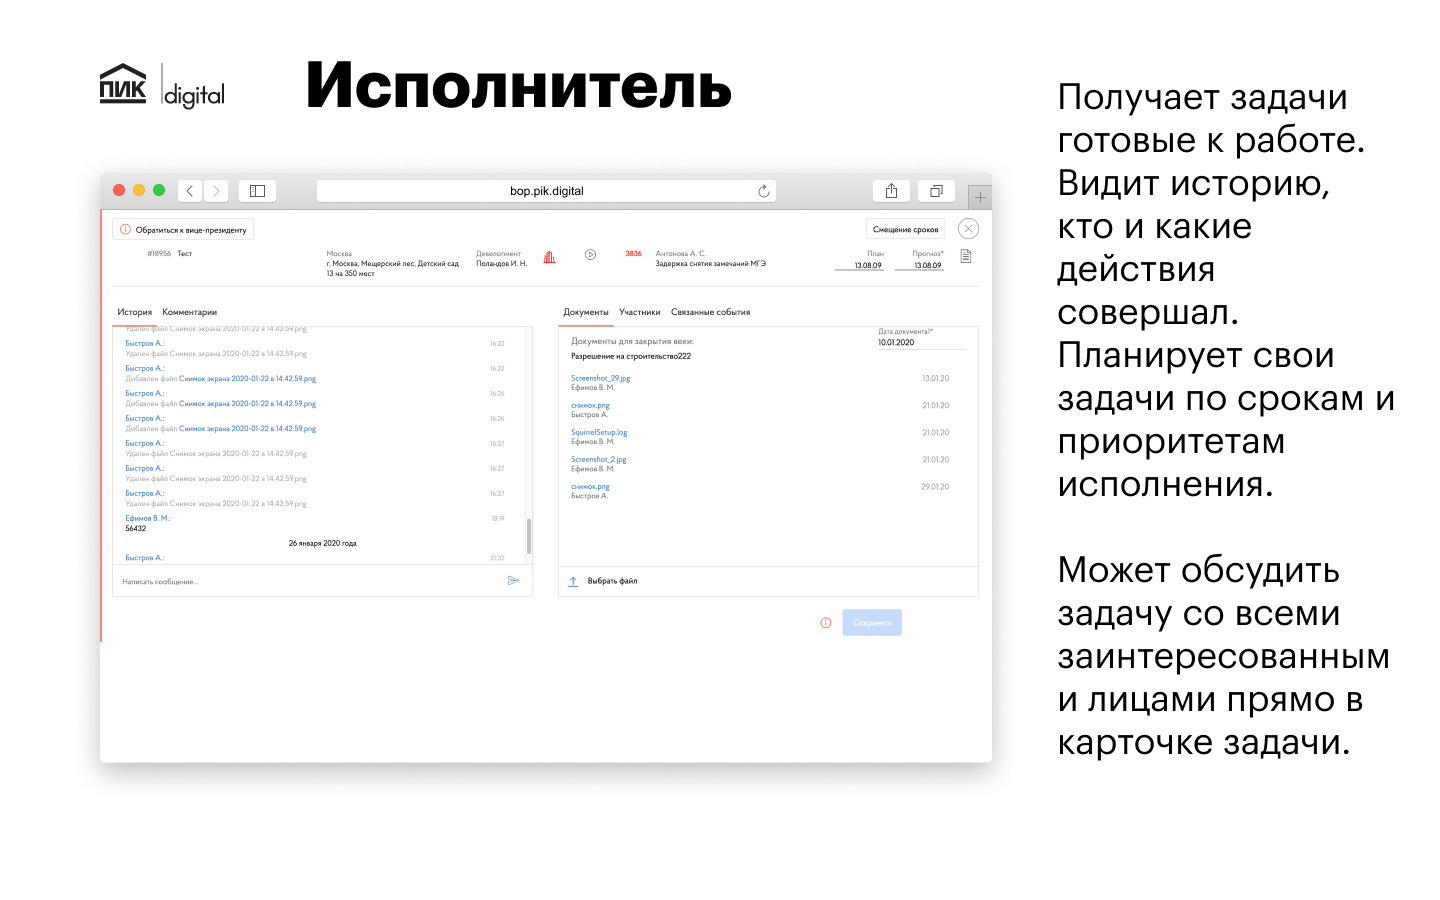 ПИК digital
Исполнитель
bop.pik.digital
Обратиться к вице-президенту
Смещение сроков
#18956 Тест
Москва
г. Москва, Мещерский лес, Детский сад
13 на 350 мест
Девелопмент
Поландов И. Н.
3836
Антонова А. С.
Задержка снятия замечаний МГЭ
План
13.08.09
Прогноз*
13.08.09
История Комментарии
Удален файл Снимок экрана 2020-01-22 в 14.42.59.png
Быстров А.: 16:22
Удален файл Снимок экрана 2020-01-22 в 14.42.59.png
Быстров А.: 16:22
Добавлен файл Снимок экрана 2020-01-22 в 14.42.59.png
Быстров А.: 16:26
Добавлен файл Снимок экрана 2020-01-22 в 14.42.59.png
Быстров А.: 16:26
Добавлен файл Снимок экрана 2020-01-22 в 14.42.59.png
Быстров А.: 16:27
Удален файл Снимок экрана 2020-01-22 в 14.42.59.png
Быстров А.: 16:27
Удален файл Снимок экрана 2020-01-22 в 14.42.59.png
Быстров А.: 16:27
Удален файл Снимок экрана 2020-01-22 в 14.42.59.png
Ефимов В. М.: 18:19
56432
26 января 2020 года
Быстров А.: 21:32
Написать сообщение...
Документы Участники Связанные события
Документы для закрытия вехи:
Разрешение на строительство222
Дата документа1*
10.01.2020
Screenshot_29.jpg 13.01.20
Ефимов В. М.
снимок.png 21.01.20
Быстров А.
SquirrelSetup.log 21.01.20
Ефимов В. М.
Screenshot_2.jpg 21.01.20
Ефимов В. М.
снимок.png 29.01.20
Быстров А.
Выбрать файл
Сохранить
Получает задачи
готовые к работе.
Видит историю,
кто и какие
действия
совершал.
Планирует свои
задачи по срокам и
приоритетам
исполнения.
Может обсудить
задачу со всеми
заинтересованным
и лицами прямо в
карточке задачи.